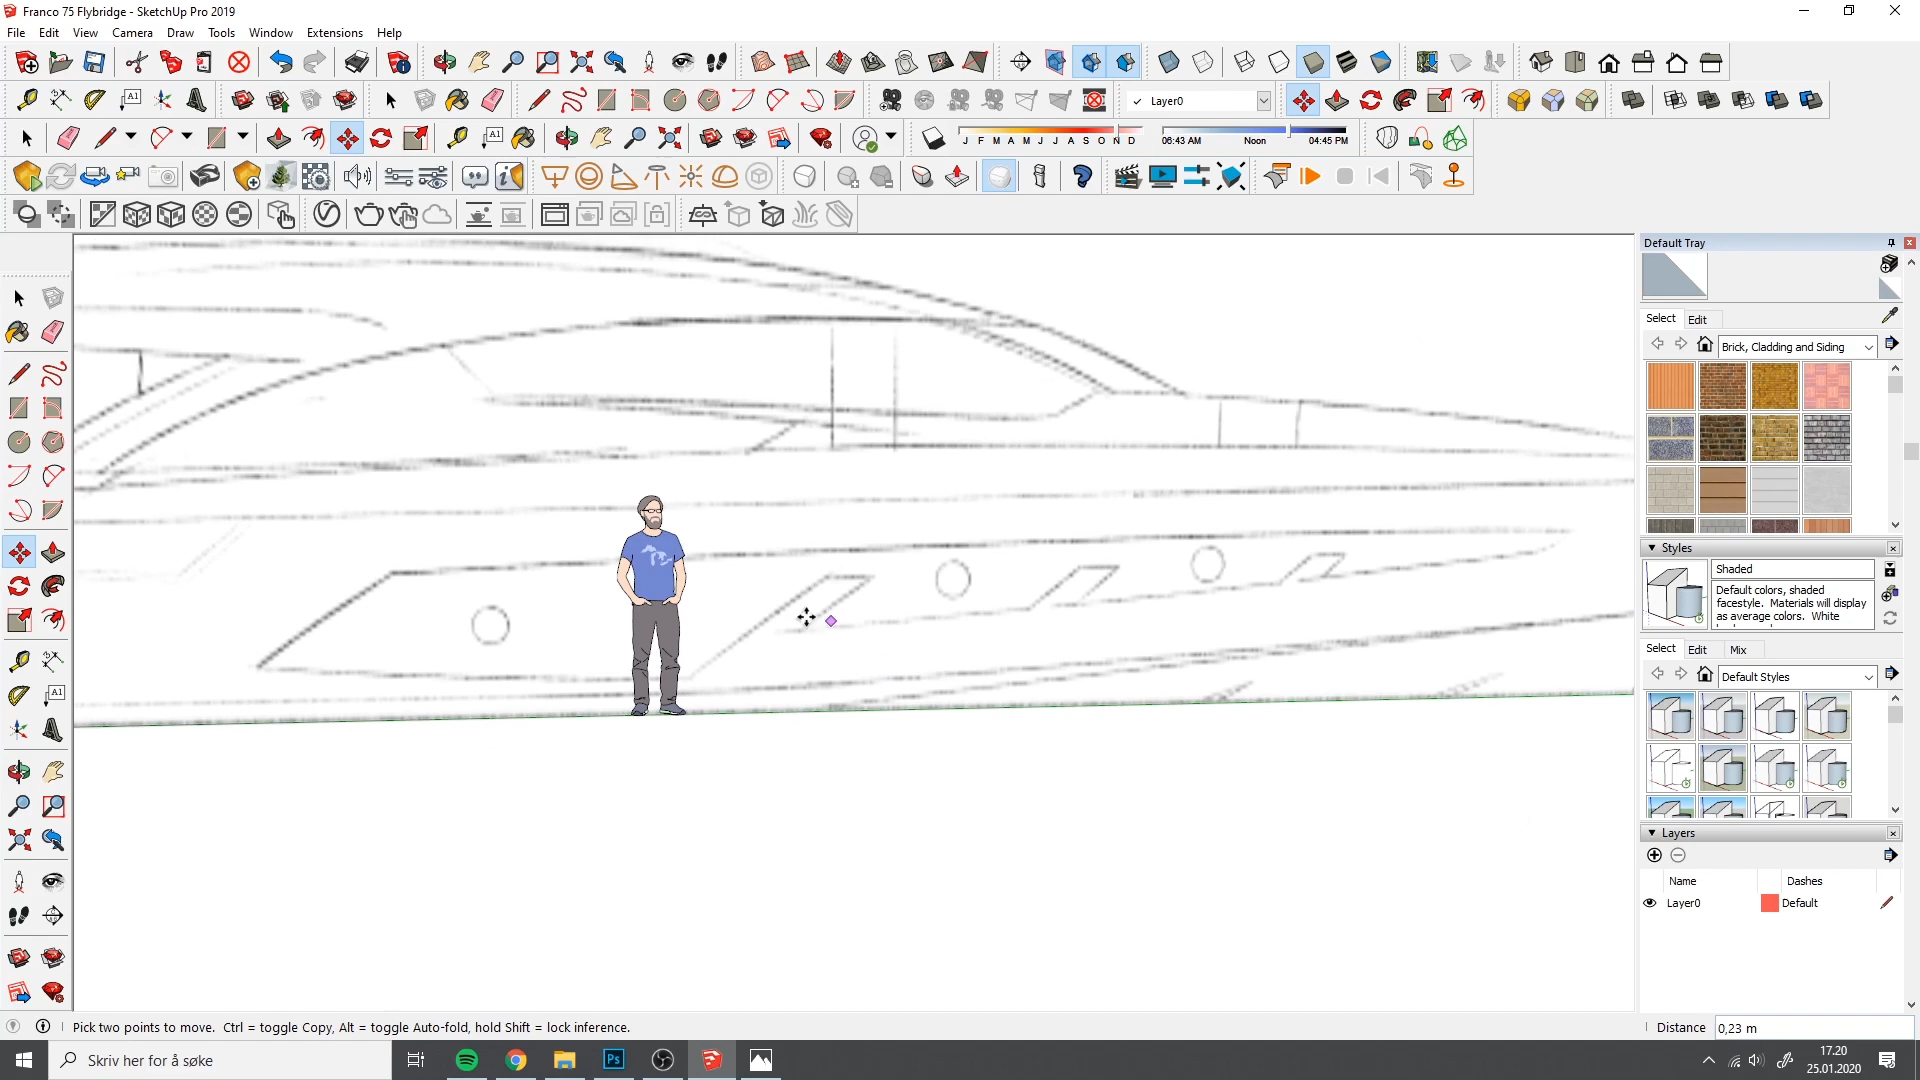 Franco 75 Flybridge - SketchUp Pro 2019
File Edit View Camera Draw Tools Window Extensions Help
A1
Layer0
A1
J F M A M J J A S O N D
06:43 AM Noon 04:45 PM
Default Tray
Select Edit
Brick, Cladding and Siding
A1
Styles
Shaded
Default colors, shaded
facestyle. Materials will display
as average colors. White
Select Edit Mix
Default Styles
Layers
Name Dashes
Layer0 Default
Pick two points to move. Ctrl = toggle Copy, Alt = toggle Auto-fold, hold Shift = lock inference.
Distance 0,23 m
Skriv her for å søke
Ps
17.20
25.01.2020